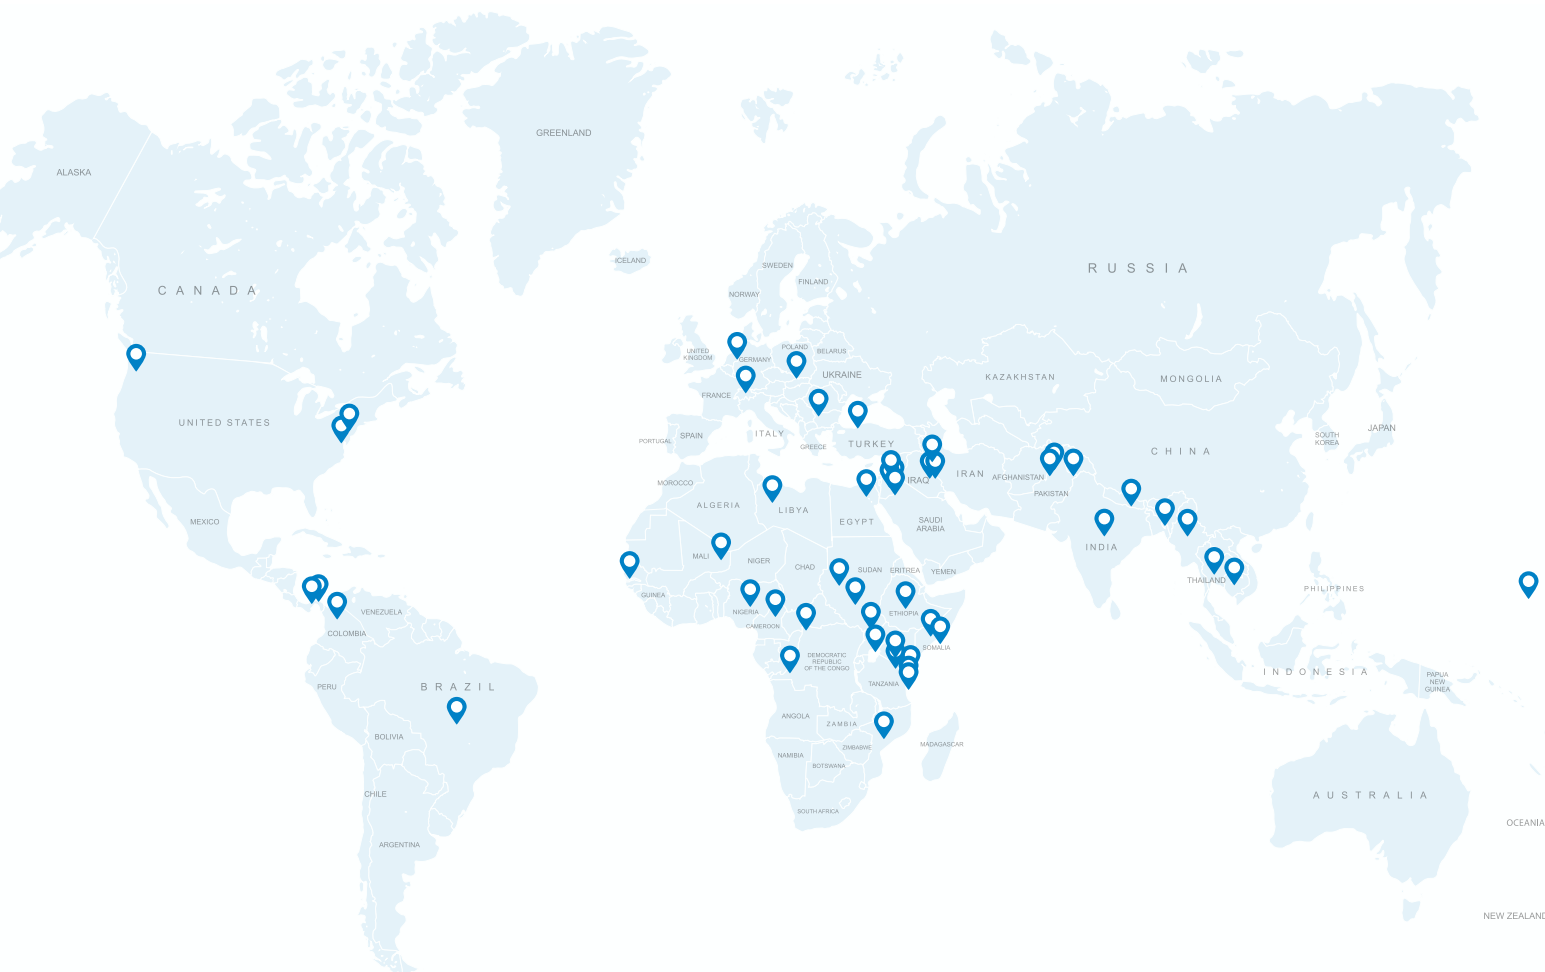 GREENLAND
ALASKA
ICELAND
SWEDEN
RUSSIA
FINLAND
CANADA
NORWAY
UNITED
KINGDOM
POLAND
BELARUS
GERMANY
UKRAINE
KAZAKHSTAN
MONGOLIA
FRANCE
UNITED STATES
PORTUGAL
SPAIN
ITALY
GREECE
TURKEY
SOUTH
KOREA
JAPAN
CHINA
IRAN
AFGHANISTAN
IRAQ
MOROCCO
PAKISTAN
ALGERIA
LIBYA
EGYPT
SAUDI
ARABIA
MEXICO
INDIA
MALI
NIGER
CHAD
SUDAN
ERITREA
YEMEN
THAILAND
PHILIPPINES
GUINEA
NIGERIA
ETHIOPIA
VENEZUELA
CAMEROON
COLOMBIA
SOMALIA
DEMOCRATIC
REPUBLIC
OF THE CONGO
INDONESIA
PAPUA
NEW
GUINEA
TANZANIA
PERU
BRAZIL
ANGOLA
ZAMBIA
BOLIVIA
ZIMBABWE
MADAGASCAR
NAMIBIA
BOTSWANA
CHILE
AUSTRALIA
SOUTH AFRICA
OCEANIA
ARGENTINA
NEW ZEALAND